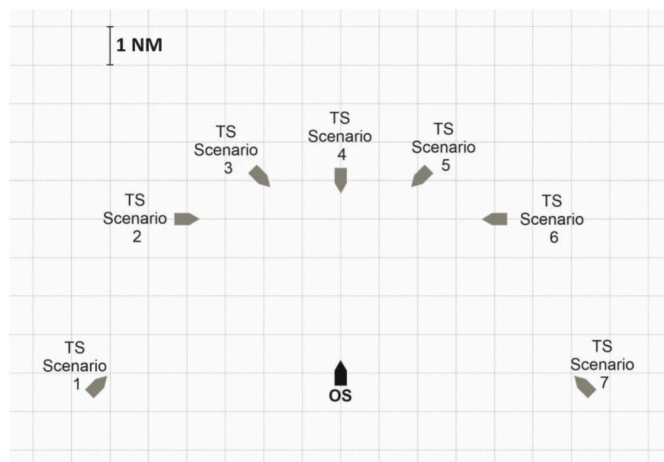 1 NM
TS
Scenario
1
TS
Scenario
2
TS
Scenario
3
TS
Scenario
4
TS
Scenario
5
TS
Scenario
6
TS
Scenario
7
OS